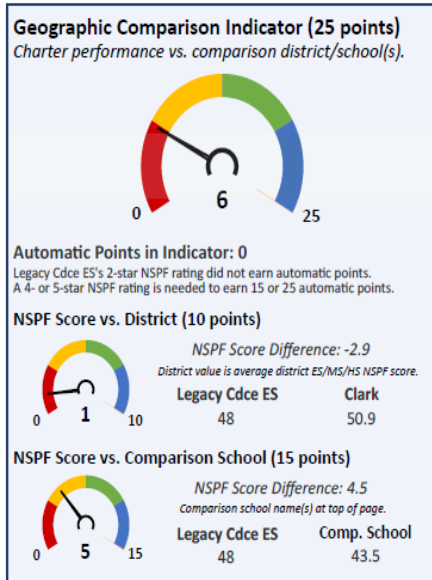 Geographic Comparison Indicator (25 points)
Charter performance vs. comparison district/school(s).
6
0
25
Automatic Points in Indicator: 0
Legacy Cdce ES's 2-star NSPF rating did not earn automatic points.
A 4- or 5-star NSPF rating is needed to earn 15 or 25 automatic points.
NSPF Score vs. District (10 points)
NSPF Score Difference: -2.9
District value is average district ES/MS/HS NSPF score.
Legacy Cdce ES Clark
0 1 10
48 50.9
NSPF Score vs. Comparison School (15 points)
NSPF Score Difference: 4.5
Comparison school name(s) at top of page.
Legacy Cdce ES Comp. School
0 5 15
48 43.5